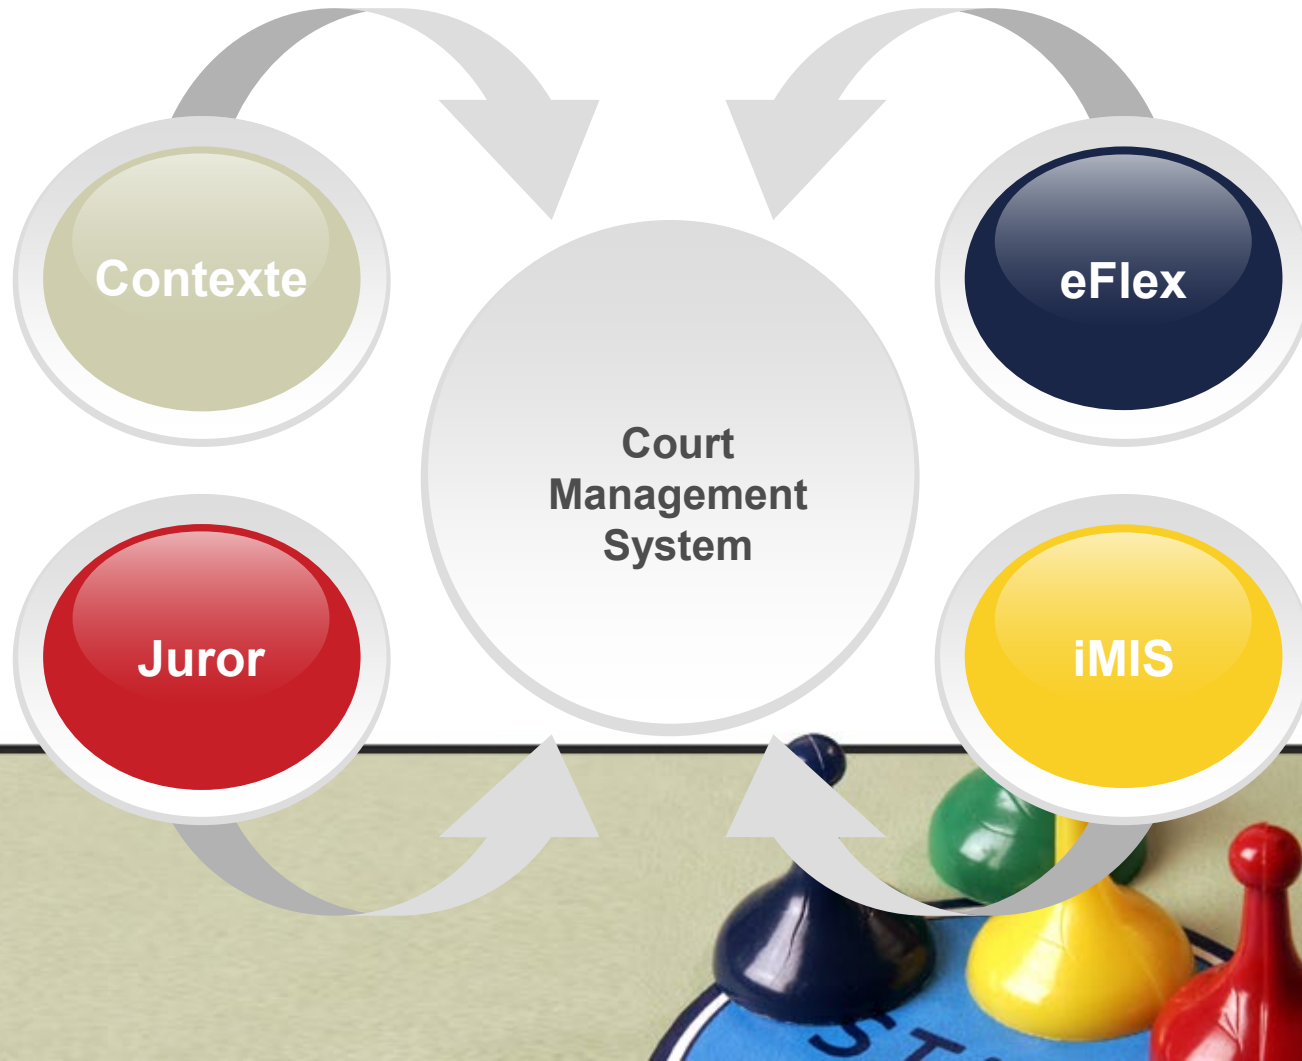 Contexte
eFlex
Court
Management
System
Juror
iMIS